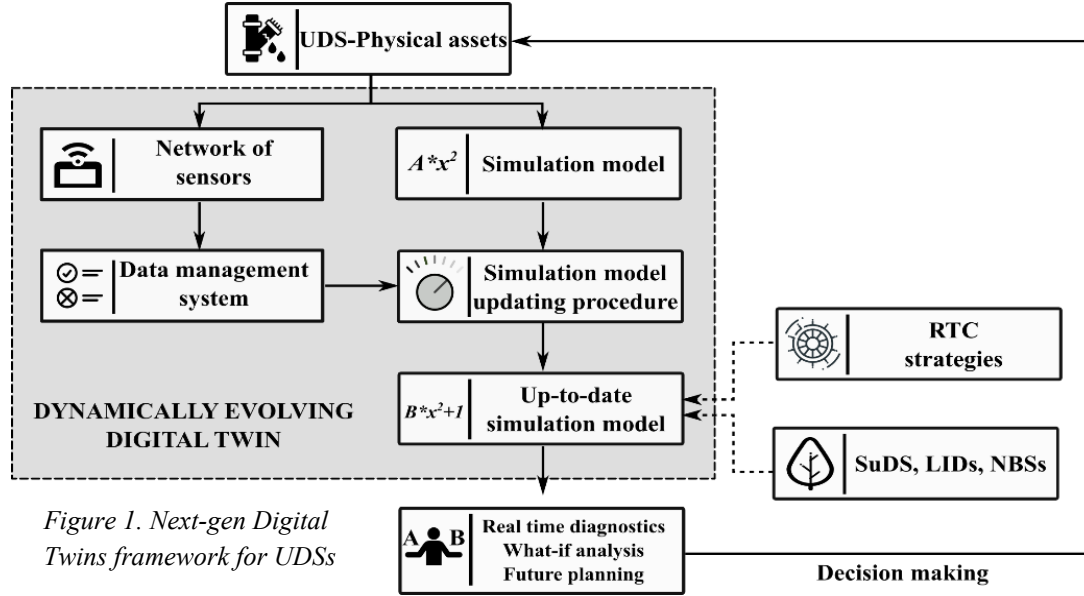 UDS-Physical assets
Network of
sensors
A*x²
Simulation model
Data management
system
Simulation model
updating procedure
RTC
strategies
DYNAMICALLY EVOLVING
DIGITAL TWIN
B*x²+1
Up-to-date
simulation model
SuDS, LIDs, NBSs
Figure 1. Next-gen Digital
Twins framework for UDSs
A B
Real time diagnostics
What-if analysis
Future planning
Decision making